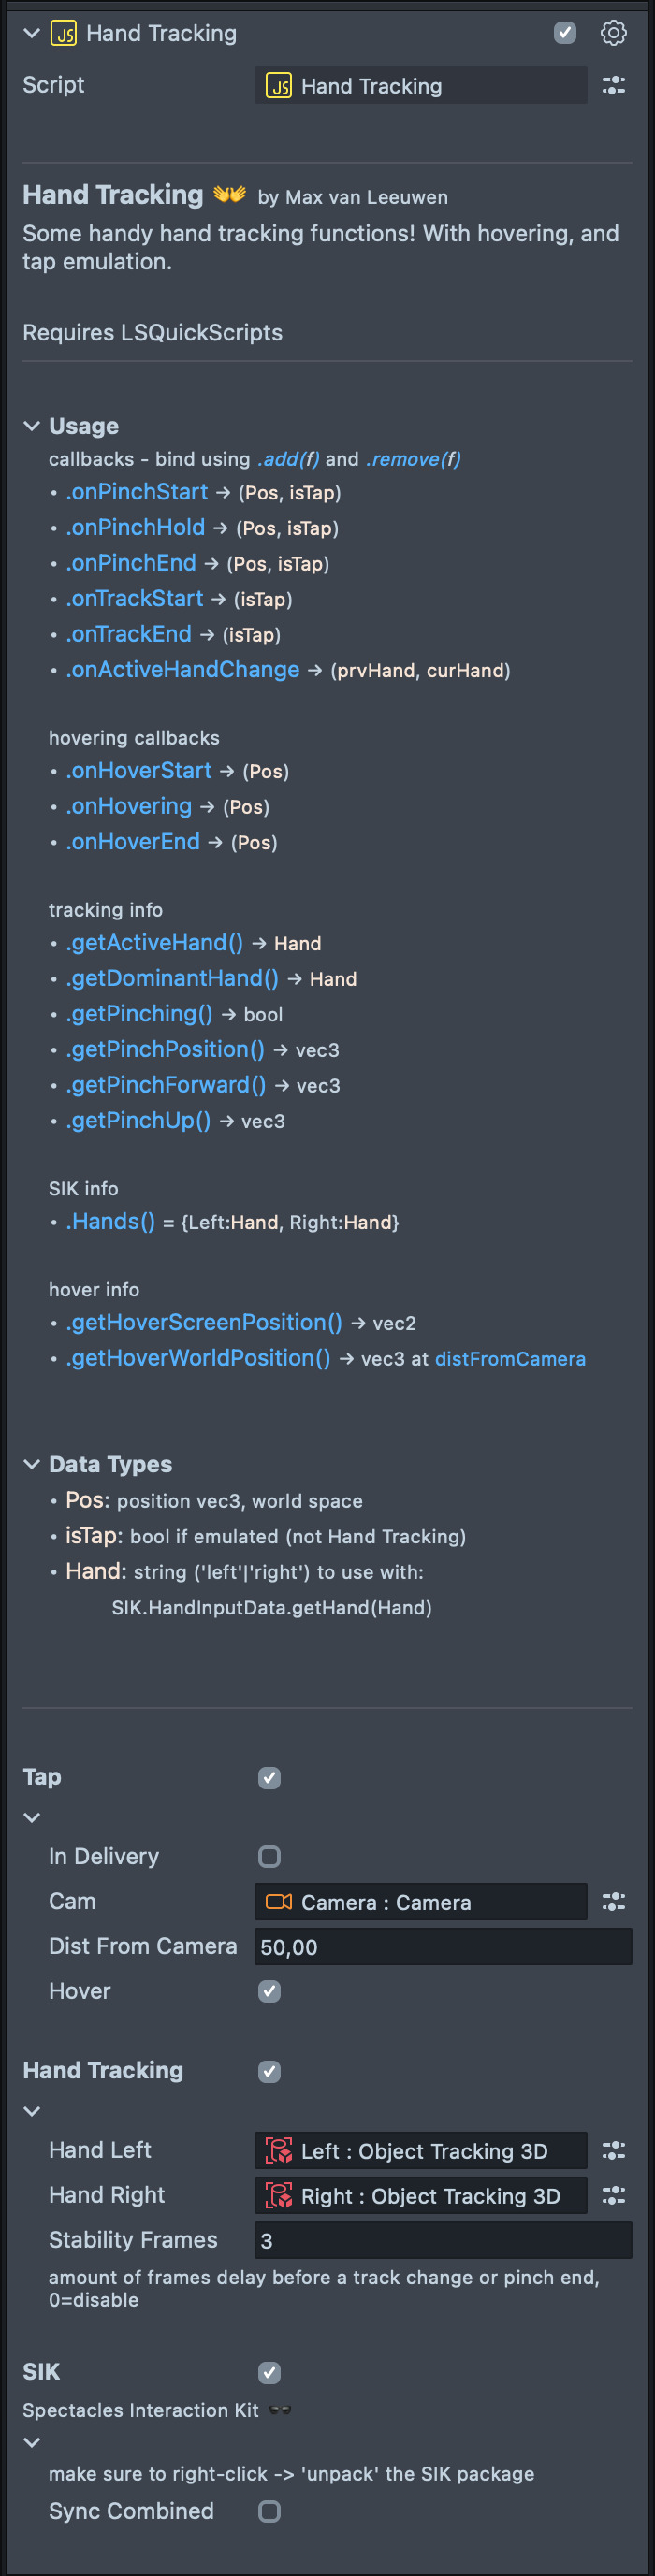 JS Hand Tracking
Script JS Hand Tracking
Hand Tracking 👐 by Max van Leeuwen
Some handy hand tracking functions! With hovering, and
tap emulation.
Requires LSQuickScripts
Usage
callbacks - bind using .add(f) and .remove(f)
• .onPinchStart → (Pos, isTap)
• .onPinchHold → (Pos, isTap)
• .onPinchEnd → (Pos, isTap)
• .onTrackStart → (isTap)
• .onTrackEnd → (isTap)
• .onActiveHandChange → (prvHand, curHand)
hovering callbacks
• .onHoverStart → (Pos)
• .onHovering → (Pos)
• .onHoverEnd → (Pos)
tracking info
• .getActiveHand() → Hand
• .getDominantHand() → Hand
• .getPinching() → bool
• .getPinchPosition() → vec3
• .getPinchForward() → vec3
• .getPinchUp() → vec3
SIK info
• .Hands() = {Left:Hand, Right:Hand}
hover info
• .getHoverScreenPosition() → vec2
• .getHoverWorldPosition() → vec3 at distFromCamera
Data Types
• Pos: position vec3, world space
• isTap: bool if emulated (not Hand Tracking)
• Hand: string ('left'|'right') to use with:
SIK.HandInputData.getHand(Hand)
Tap
In Delivery
Cam Camera : Camera
Dist From Camera 50,00
Hover
Hand Tracking
Hand Left Left : Object Tracking 3D
Hand Right Right : Object Tracking 3D
Stability Frames 3
amount of frames delay before a track change or pinch end,
0=disable
SIK
Spectacles Interaction Kit 🕶️
make sure to right-click -> 'unpack' the SIK package
Sync Combined